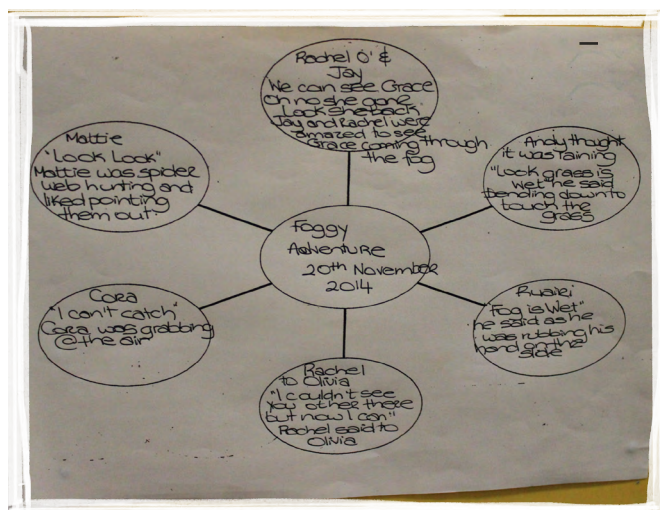 Rachel O' &
Jay
We can see Grace
Oh no she gone
Look She back
Jay and Rachel were
amazed to see
Grace coming through
the fog
Mattie
"Look Look"
Mattie was spider
web hunting and
liked pointing
them out.
Andy thought
it was raining
"Look grass is
wet" he said
bending down to
touch the
grass
Foggy
Adventure
20th November
2014
Cora
"I can't catch"
Cora was grabbing
@ the air
Ruairi
"Fog is Wet"
he said as he
was rubbing his
hand on the
slide
Rachel
to Olivia
"I couldn't see
you other there
but now I can"
Rachel said to
Olivia